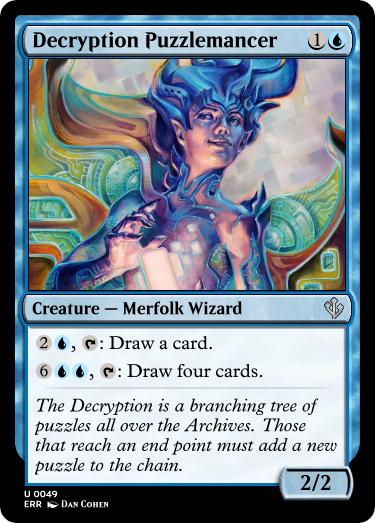 Decryption Puzzlemancer 1
Creature — Merfolk Wizard
2 , : Draw a card.
6 , : Draw four cards.
The Decryption is a branching tree of
puzzles all over the Archives. Those
that reach an end point must add a new
puzzle to the chain.
2/2
U 0049
ERR Dan Cohen